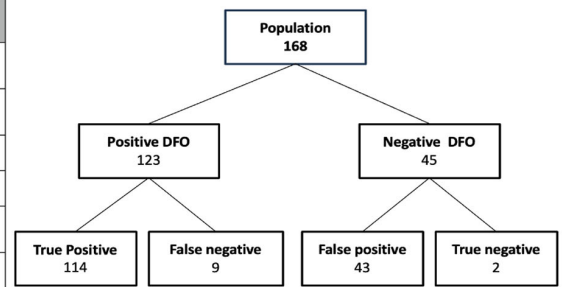 Population
168
Positive DFO
123
Negative DFO
45
True Positive
114
False negative
9
False positive
43
True negative
2